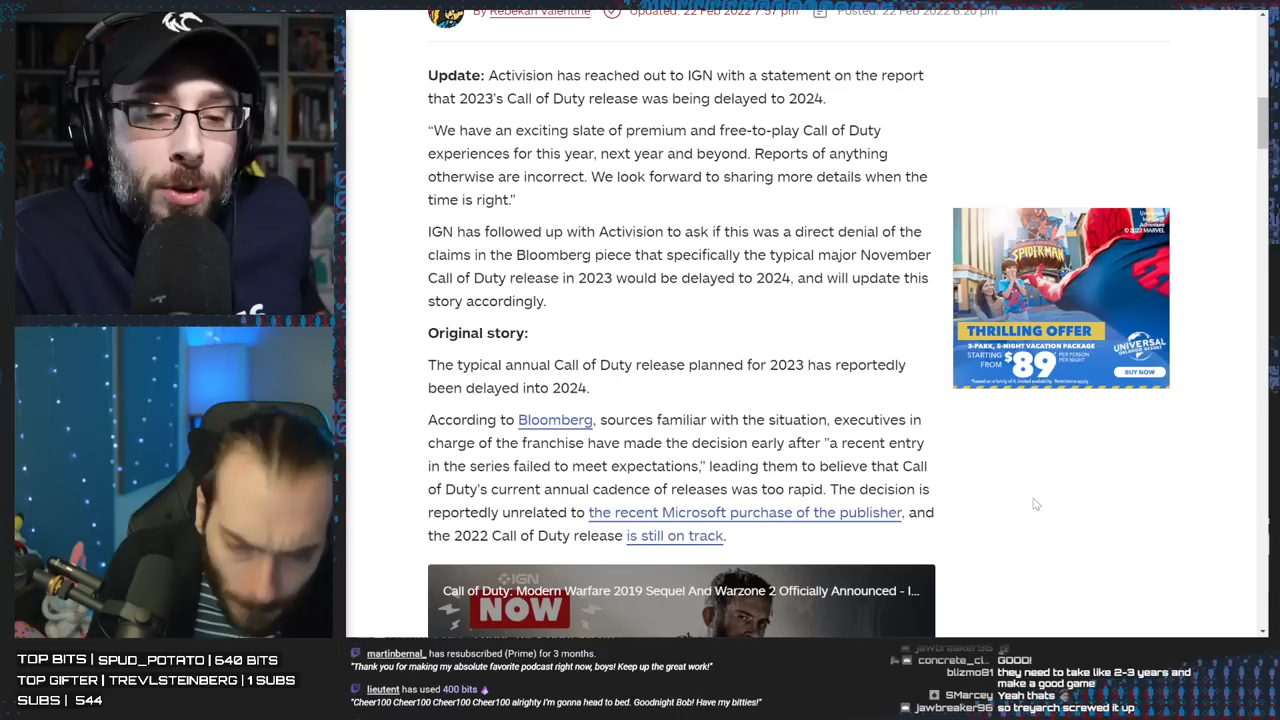 By Rebekah Valentine Updated: 22 Feb 2022 7:57 pm Posted: 22 Feb 2022 6:20 pm
Update: Activision has reached out to IGN with a statement on the report
that 2023's Call of Duty release was being delayed to 2024.
“We have an exciting slate of premium and free-to-play Call of Duty
experiences for this year, next year and beyond. Reports of anything
otherwise are incorrect. We look forward to sharing more details when the
time is right.”
IGN has followed up with Activision to ask if this was a direct denial of the
claims in the Bloomberg piece that specifically the typical major November
Call of Duty release in 2023 would be delayed to 2024, and will update this
story accordingly.
Original story:
The typical annual Call of Duty release planned for 2023 has reportedly
been delayed into 2024.
According to Bloomberg, sources familiar with the situation, executives in
charge of the franchise have made the decision early after "a recent entry
in the series failed to meet expectations," leading them to believe that Call
of Duty's current annual cadence of releases was too rapid. The decision is
reportedly unrelated to the recent Microsoft purchase of the publisher, and
the 2022 Call of Duty release is still on track.
IGN
NOW
Call of Duty: Modern Warfare 2019 Sequel And Warzone 2 Officially Announced - I...
© 2022 MARVEL
SPIDERMAN
THRILLING OFFER
3-PARK, 5-NIGHT VACATION PACKAGE
STARTING FROM $89 PER PERSON PER NIGHT
UNIVERSAL
ORLANDO RESORT
BUY NOW
TOP BITS | SPUD_POTATO | 640 BITS
TOP GIFTER | TREVLSTEINBERG | 1 SUBS
SUBS | 544
martinbernal_ has resubscribed (Prime) for 3 months.
"Thank you for making my absolute favorite podcast right now, boys! Keep up the great work!"
lieutent has used 400 bits
"Cheer100 Cheer100 Cheer100 Cheer100 alrighty I'm gonna head to bed. Goodnight Bob! Have my bitties!"
jawbreaker96
concrete_ci... GOOD!
blizmo81 they need to take like 2-3 years and
make a good game
SMarcey Yeah thats
jawbreaker96 so treyarch screwed it up